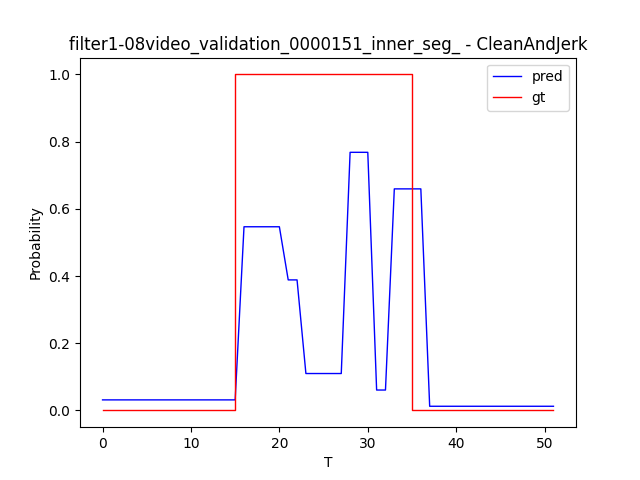 filter1-08video_validation_0000151_inner_seg_ - CleanAndJerk
pred
gt
1.0
0.8
0.6
0.4
0.2
0.0
Probability
0
10
20
30
40
50
T